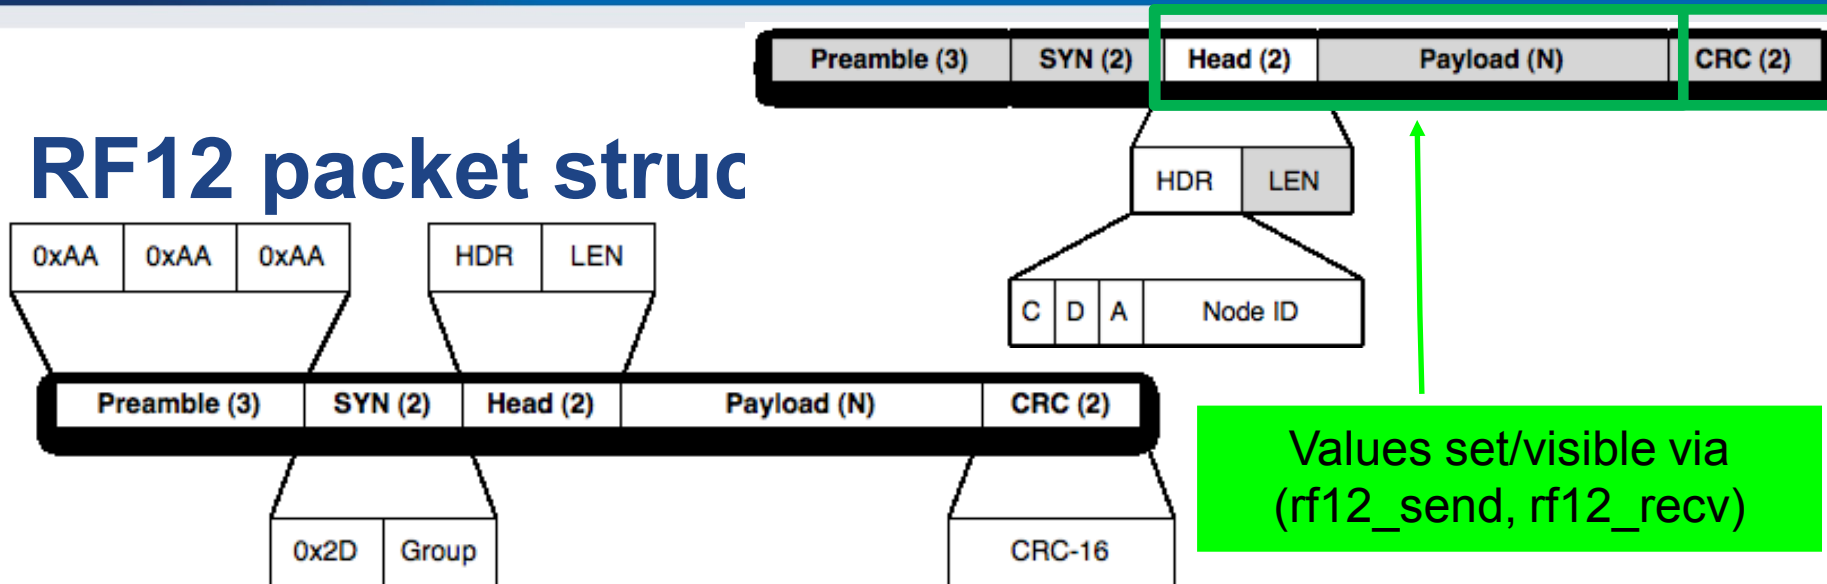 Preamble (3) SYN (2) Head (2) Payload (N) CRC (2)
RF12 packet struc
HDR LEN
0xAA 0xAA 0xAA HDR LEN
C D A Node ID
Preamble (3) SYN (2) Head (2) Payload (N) CRC (2)
Values set/visible via
(rf12_send, rf12_recv)
0x2D Group CRC-16